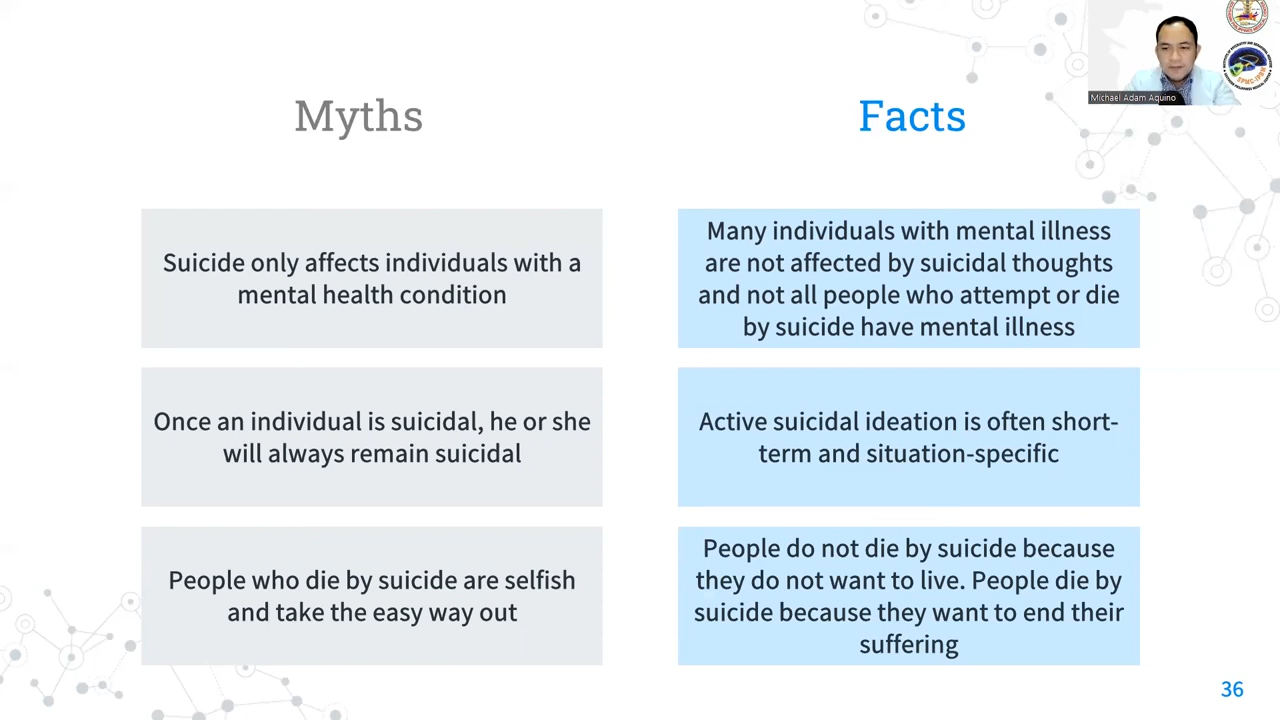 Michael Adam Aquino
Myths
Facts
Suicide only affects individuals with a
mental health condition
Many individuals with mental illness
are not affected by suicidal thoughts
and not all people who attempt or die
by suicide have mental illness
Once an individual is suicidal, he or she
will always remain suicidal
Active suicidal ideation is often short-
term and situation-specific
People who die by suicide are selfish
and take the easy way out
People do not die by suicide because
they do not want to live. People die by
suicide because they want to end their
suffering
36